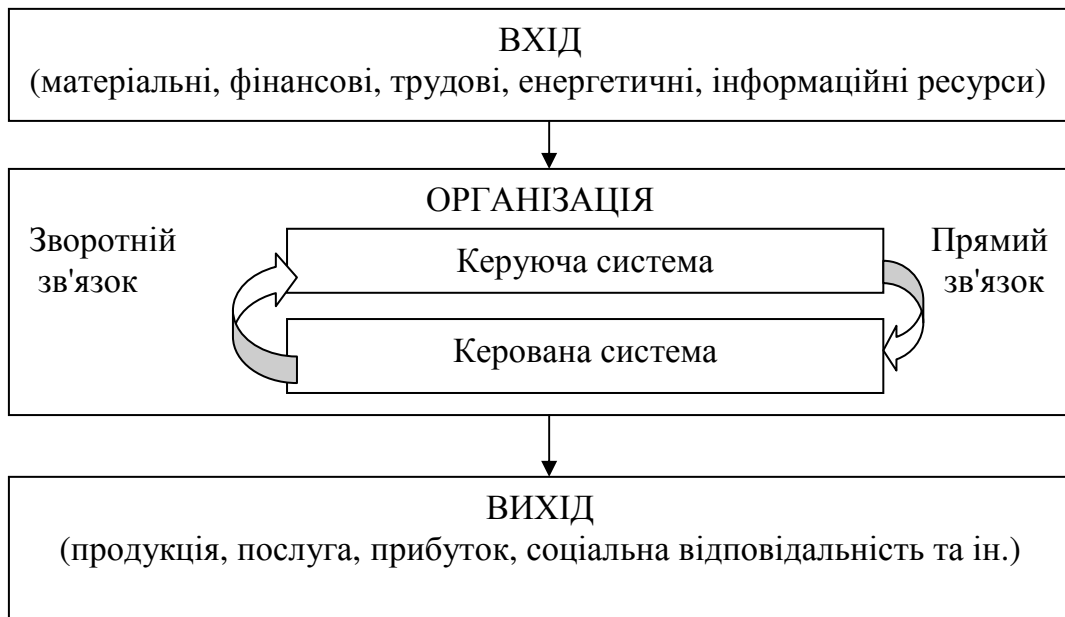 ВХІД
(матеріальні, фінансові, трудові, енергетичні, інформаційні ресурси)
ОРГАНІЗАЦІЯ
Зворотній
зв'язок
Керуюча система
Прямий
зв'язок
Керована система
ВИХІД
(продукція, послуга, прибуток, соціальна відповідальність та ін.)